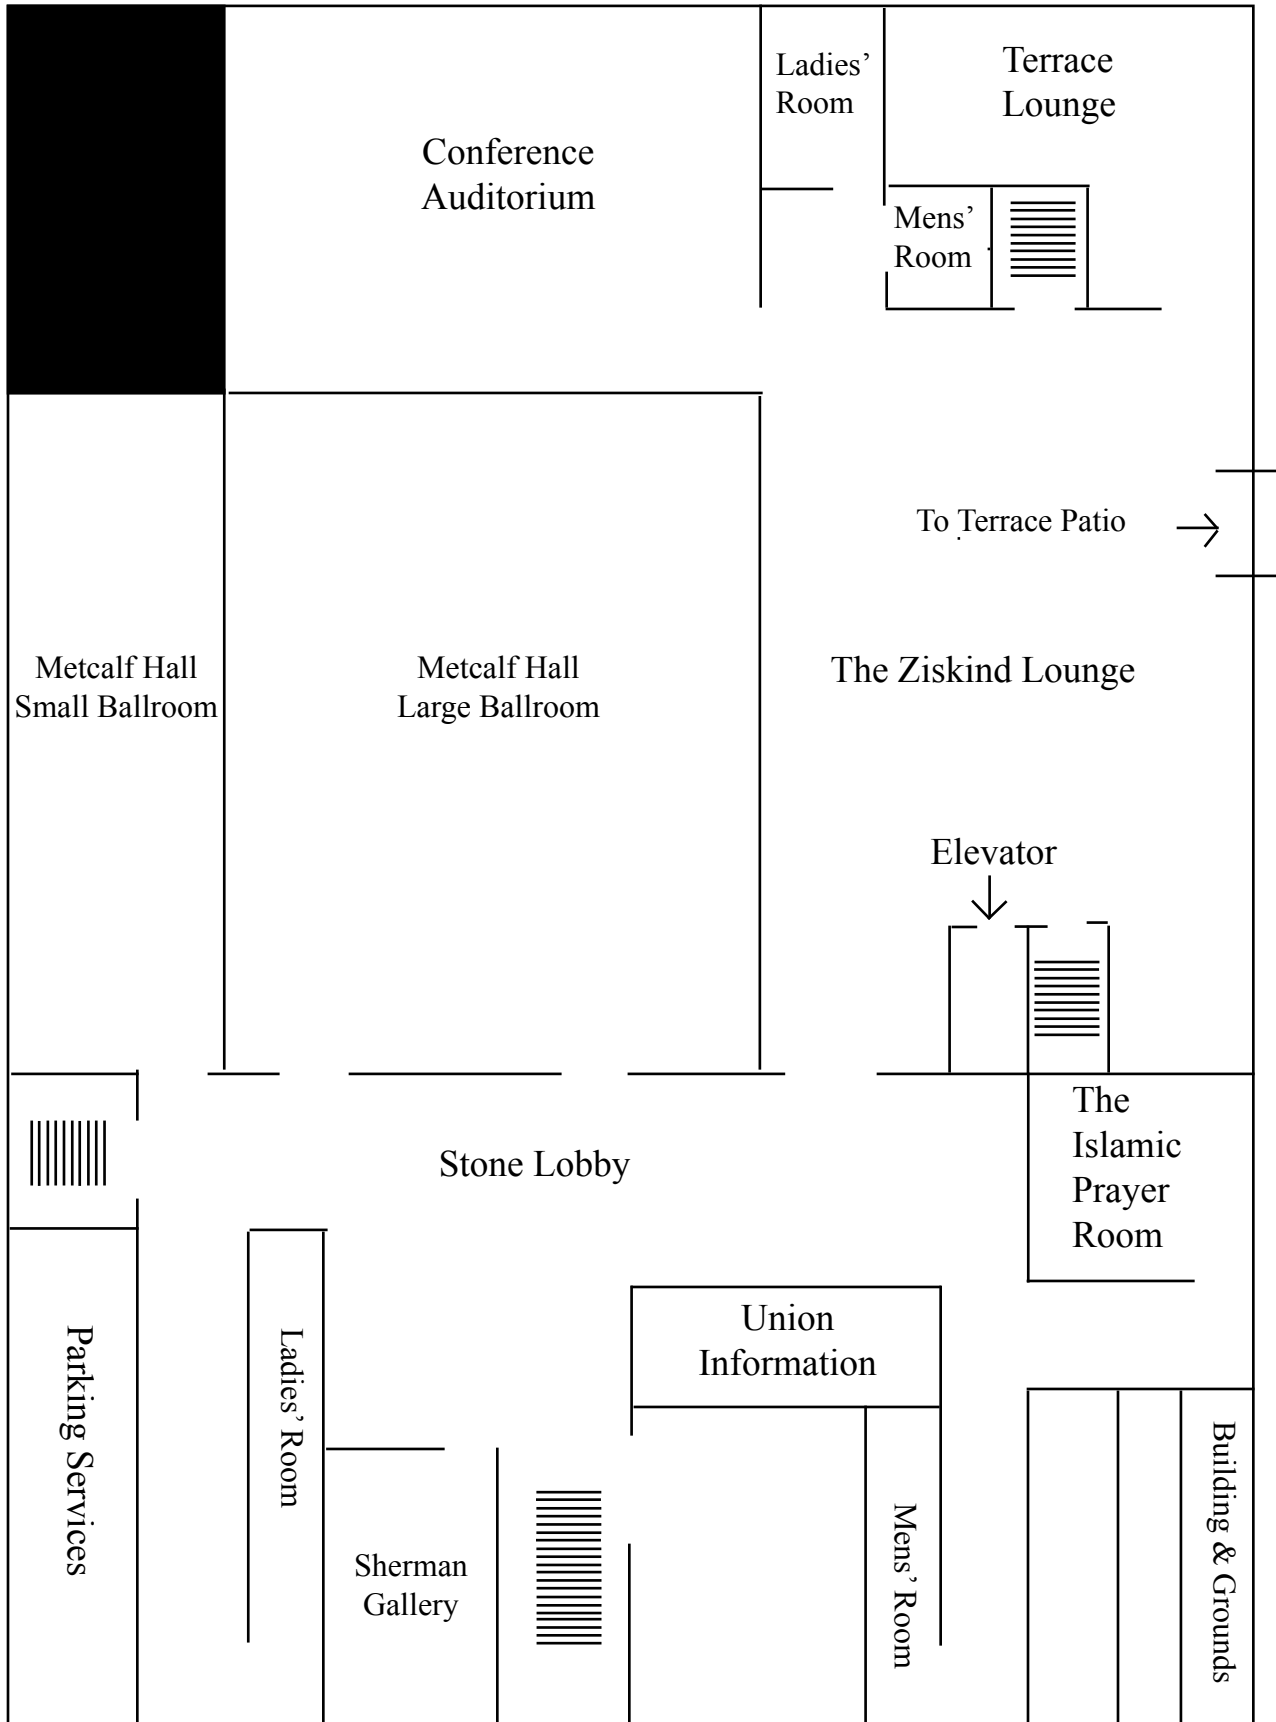 Ladies’
Room
Terrace
Lounge
Conference
Auditorium
Mens’
Room
To Terrace Patio
Metcalf Hall
Small Ballroom
Metcalf Hall
Large Ballroom
The Ziskind Lounge
Elevator
Stone Lobby
The
Islamic
Prayer
Room
Union
Information
Parking Services
Ladies’ Room
Sherman
Gallery
Mens’ Room
Building & Grounds